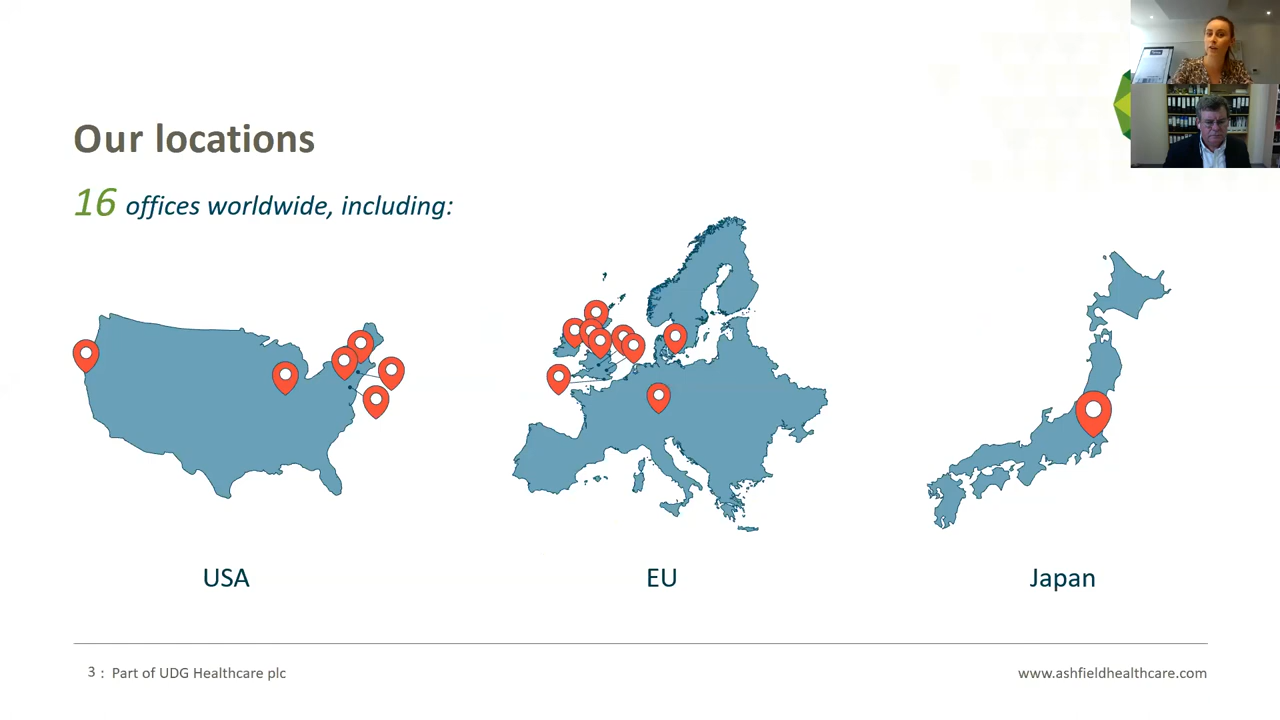 Our locations
16 offices worldwide, including:
USA
EU
Japan
3 : Part of UDG Healthcare plc
www.ashfieldhealthcare.com